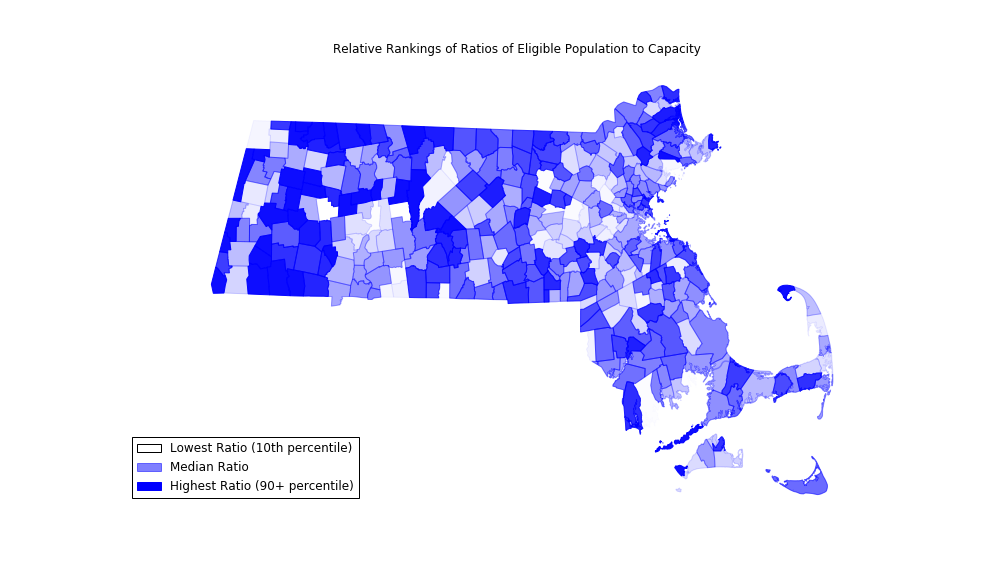 Relative Rankings of Ratios of Eligible Population to Capacity
Lowest Ratio (10th percentile)
Median Ratio
Highest Ratio (90+ percentile)